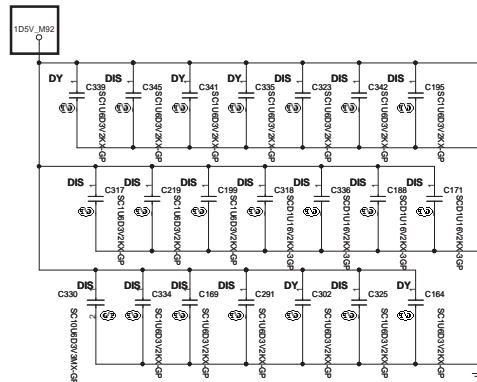 1D5V_M92
DY DIS DY DIS DIS DIS DIS
C339 C345 C341 C335 C323 C342 C195
SC1U6D3V2KX-GP SC1U6D3V2KX-GP SC1U6D3V2KX-GP SC1U6D3V2KX-GP SC1U6D3V2KX-GP SC1U6D3V2KX-GP SC1U6D3V2KX-GP
DIS DIS DIS DIS DIS DIS DIS
C317 C219 C199 C318 C336 C188 C171
SC1U6D3V2KX-GP SC1U6D3V2KX-GP SC1U6D3V2KX-GP SCD1U16V2KX-3GP SCD1U16V2KX-3GP SCD1U16V2KX-3GP SCD1U16V2KX-3GP
DIS DIS DIS DIS DY DIS DY
C330 C334 C169 C291 C302 C325 C164
SC10U6D3V3MX-GP SC1U6D3V2KX-GP SC1U6D3V2KX-GP SC1U6D3V2KX-GP SC1U6D3V2KX-GP SC1U6D3V2KX-GP SC1U6D3V2KX-GP